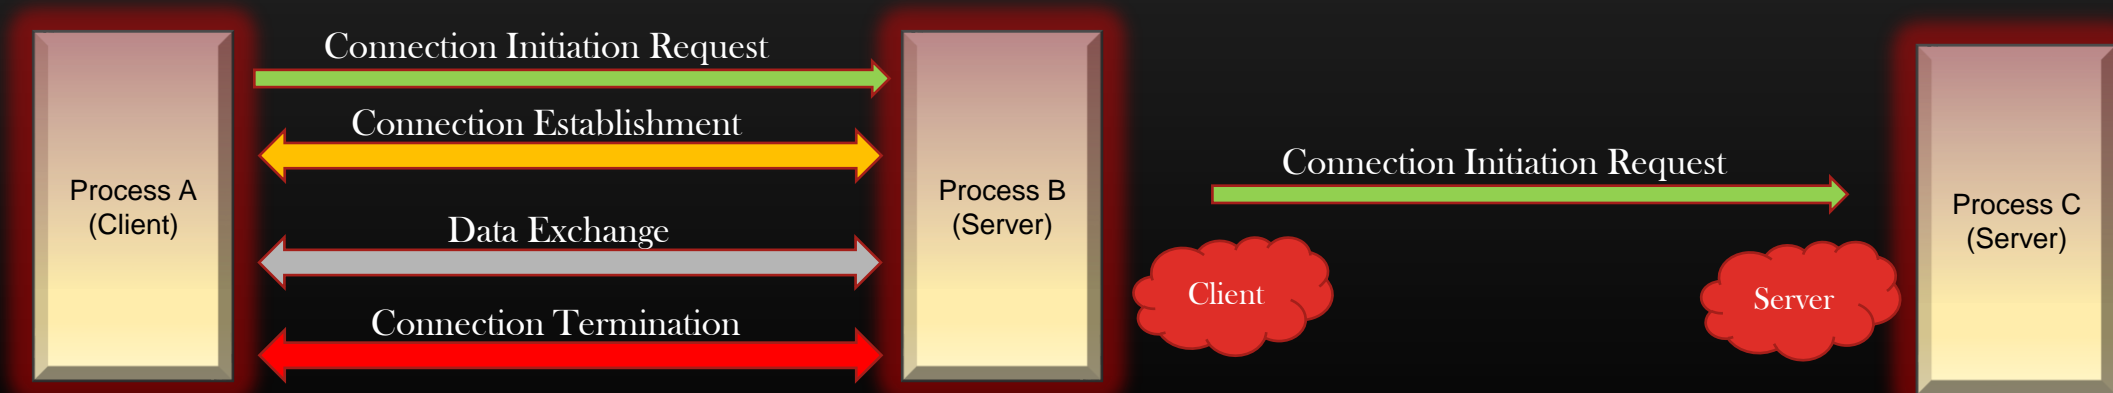 Connection Initiation Request
Connection Establishment
Process A
(Client)
Data Exchange
Connection Termination
Process B
(Server)
Connection Initiation Request
Client
Server
Process C
(Server)